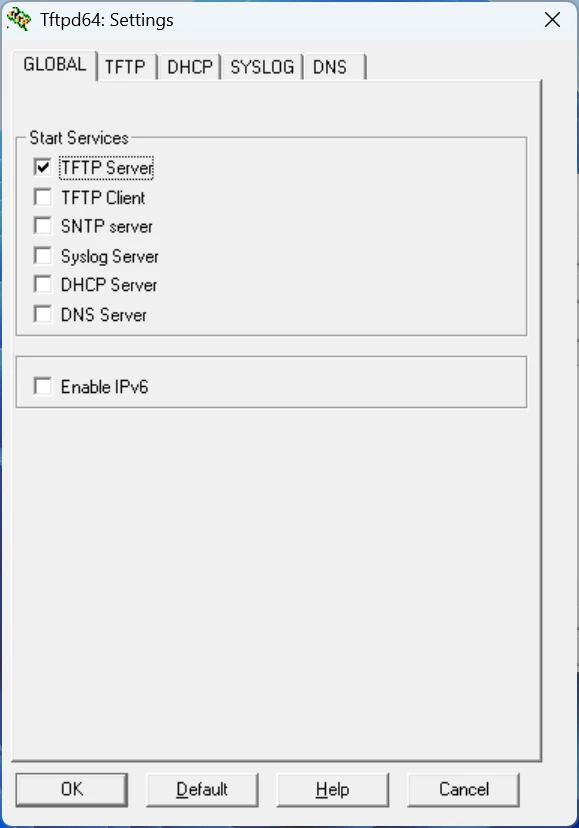 Tftpd64: Settings
GLOBAL TFTP DHCP SYSLOG DNS
Start Services
TFTP Server
TFTP Client
SNTP server
Syslog Server
DHCP Server
DNS Server
Enable IPv6
OK Default Help Cancel